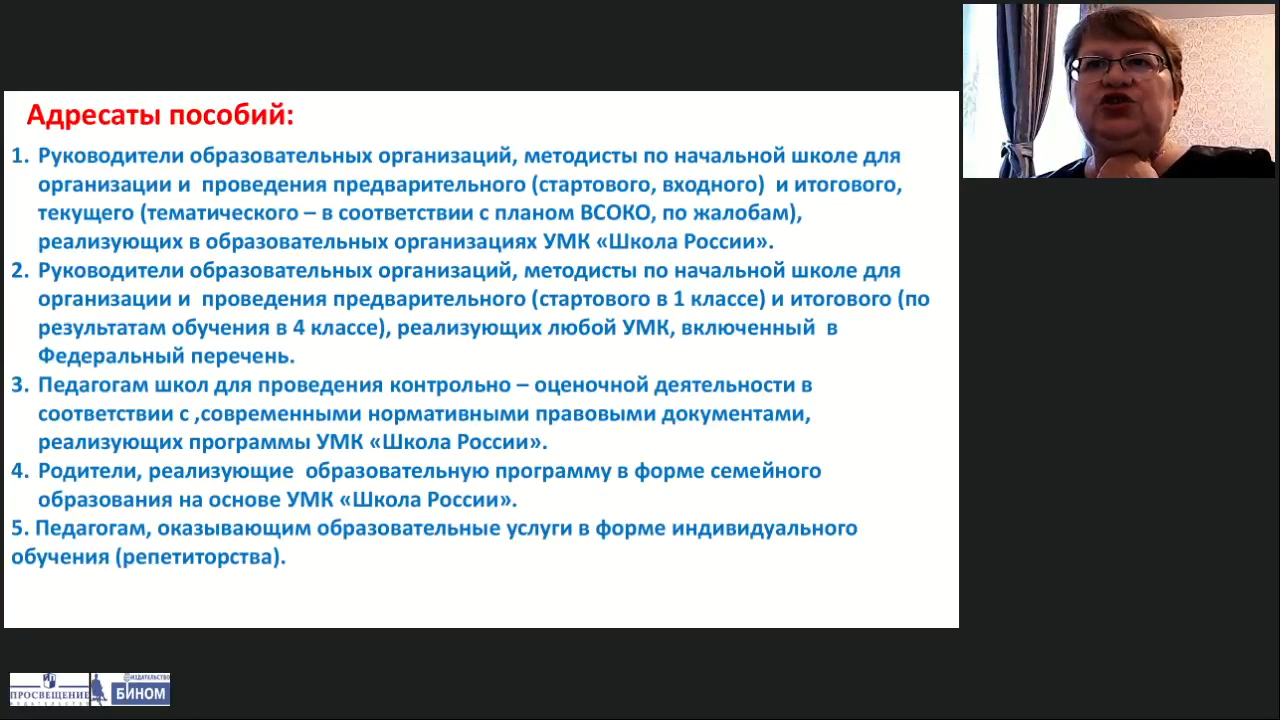 Адресаты пособий:
1. Руководители образовательных организаций, методисты по начальной школе для
организации и проведения предварительного (стартового, входного) и итогового,
текущего (тематического – в соответствии с планом ВСОКО, по жалобам),
реализующих в образовательных организациях УМК «Школа России».
2. Руководители образовательных организаций, методисты по начальной школе для
организации и проведения предварительного (стартового в 1 классе) и итогового (по
результатам обучения в 4 классе), реализующих любой УМК, включенный в
Федеральный перечень.
3. Педагогам школ для проведения контрольно – оценочной деятельности в
соответствии с ,современными нормативными правовыми документами,
реализующих программы УМК «Школа России».
4. Родители, реализующие образовательную программу в форме семейного
образования на основе УМК «Школа России».
5. Педагогам, оказывающим образовательные услуги в форме индивидуального
обучения (репетиторства).
ПРОСВЕЩЕНИЕ
ИЗДАТЕЛЬСТВО
ИЗДАТЕЛЬСТВО
БИНОМ